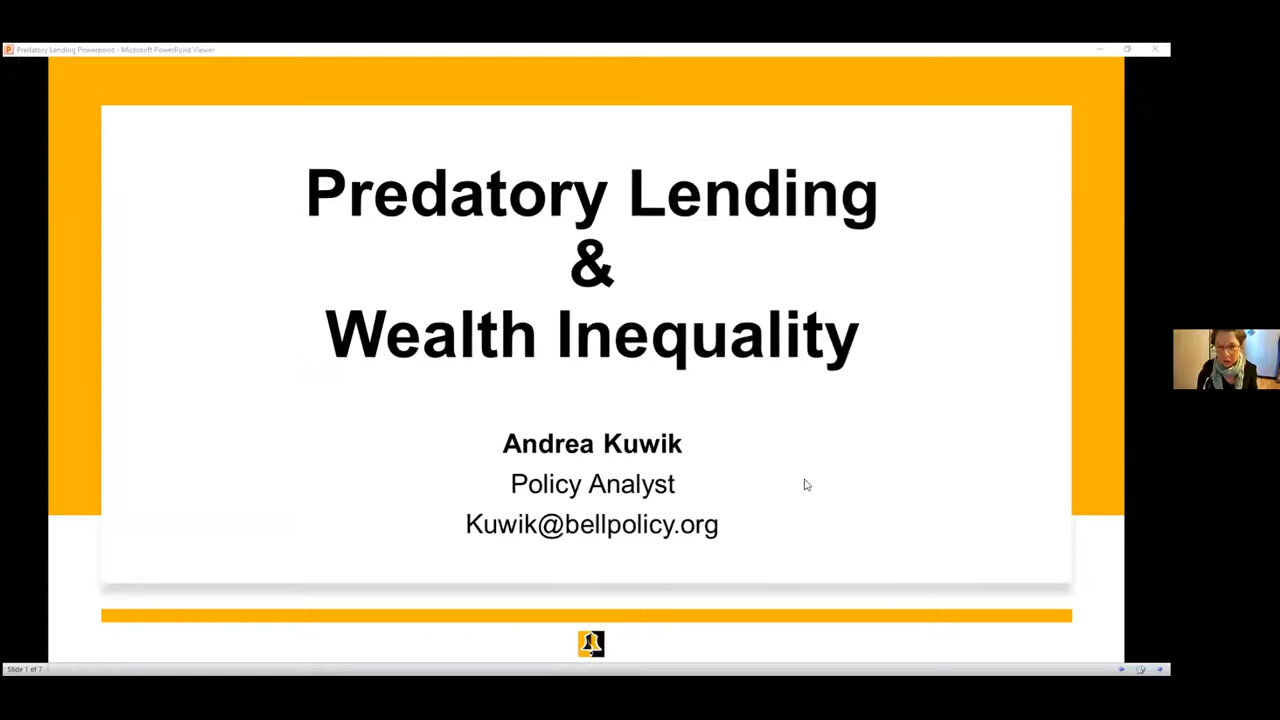 Predatory Lending Powerpoint - Microsoft PowerPoint Viewer
Predatory Lending
&
Wealth Inequality
Andrea Kuwik
Policy Analyst
Kuwik@bellpolicy.org
Slide 1 of 7